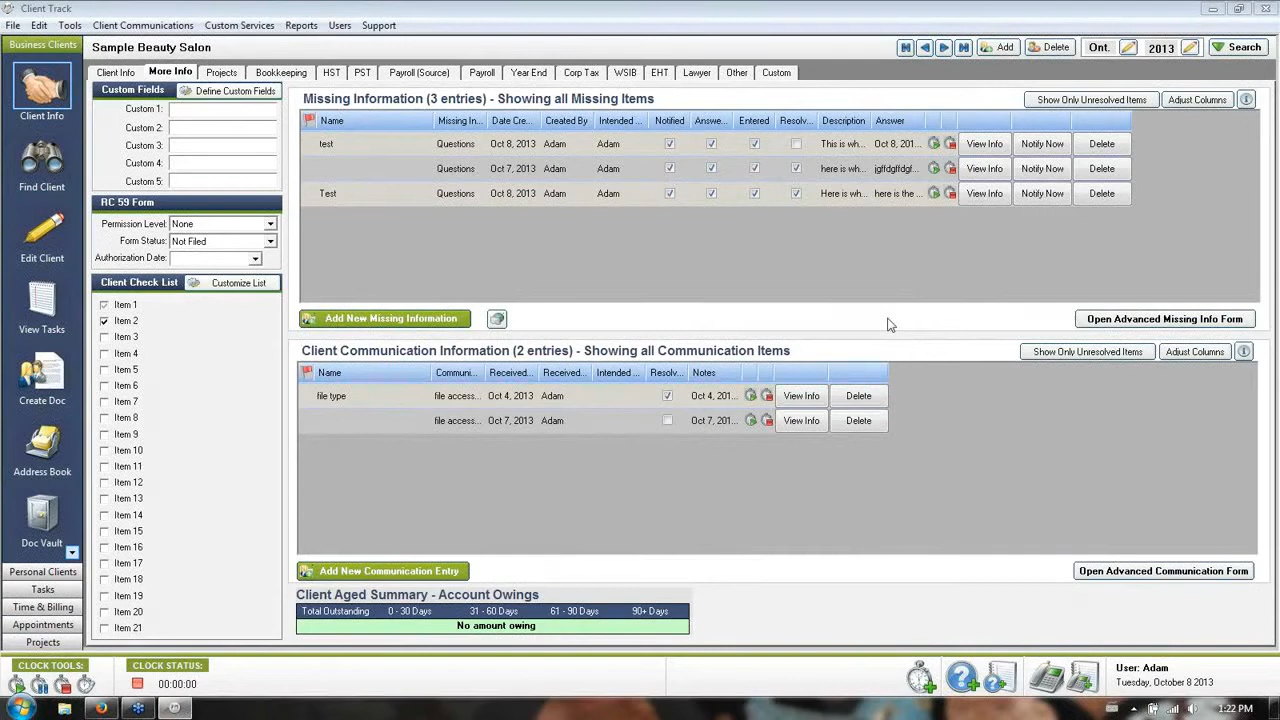 Client Track
File Edit Tools Client Communications Custom Services Reports Users Support
Business Clients
Sample Beauty Salon
Add Delete Ont. 2013 Search
Client Info More Info Projects Bookkeeping HST PST Payroll (Source) Payroll Year End Corp Tax WSIB EHT Lawyer Other Custom
Client Info
Find Client
Edit Client
View Tasks
Create Doc
Address Book
Doc Vault
Personal Clients
Tasks
Time & Billing
Appointments
Projects
Custom Fields Define Custom Fields
Custom 1:
Custom 2:
Custom 3:
Custom 4:
Custom 5:
RC 59 Form
Permission Level: None
Form Status: Not Filed
Authorization Date:
Client Check List Customize List
Item 1
Item 2
Item 3
Item 4
Item 5
Item 6
Item 7
Item 8
Item 9
Item 10
Item 11
Item 12
Item 13
Item 14
Item 15
Item 16
Item 17
Item 18
Item 19
Item 20
Item 21
Missing Information (3 entries) - Showing all Missing Items Show Only Unresolved Items Adjust Columns
Name Missing In... Date Cre... Created By Intended ... Notified Answe... Entered Resolv... Description Answer
test Questions Oct 8, 2013 Adam Adam This is wh... Oct 8, 201... View Info Notify Now Delete
Questions Oct 7, 2013 Adam Adam here is wh... jgffdgffdgf... View Info Notify Now Delete
Test Questions Oct 8, 2013 Adam Adam Here is wh... here is the ... View Info Notify Now Delete
Add New Missing Information Open Advanced Missing Info Form
Client Communication Information (2 entries) - Showing all Communication Items Show Only Unresolved Items Adjust Columns
Name Communi... Received... Received... Intended ... Resolv... Notes
file type file access... Oct 4, 2013 Adam Oct 4, 201... View Info Delete
file access... Oct 7, 2013 Adam Oct 7, 201... View Info Delete
Add New Communication Entry Open Advanced Communication Form
Client Aged Summary - Account Owings
Total Outstanding 0 - 30 Days 31 - 60 Days 61 - 90 Days 90+ Days
No amount owing
CLOCK TOOLS: CLOCK STATUS:
00:00:00
User: Adam
Tuesday, October 8 2013
1:22 PM